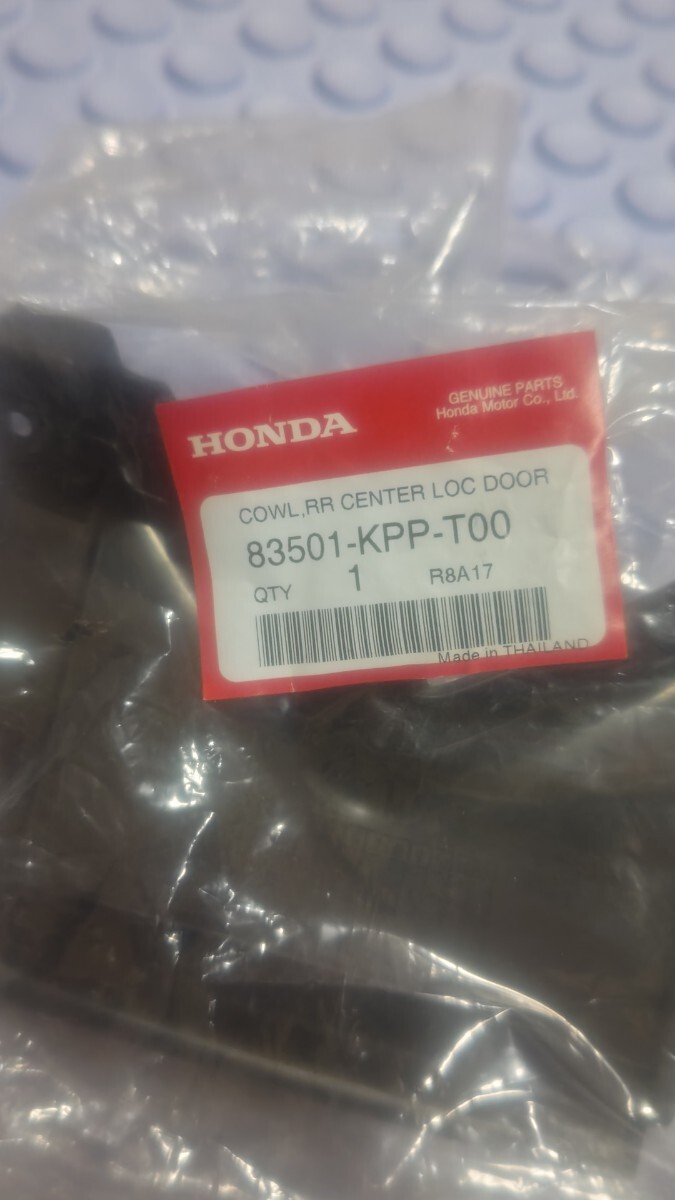 HONDA
GENUINE PARTS
Honda Motor Co., Ltd.
COWL,RR CENTER LOC DOOR
83501-KPP-T00
QTY 1 R8A17
Made in THAILAND